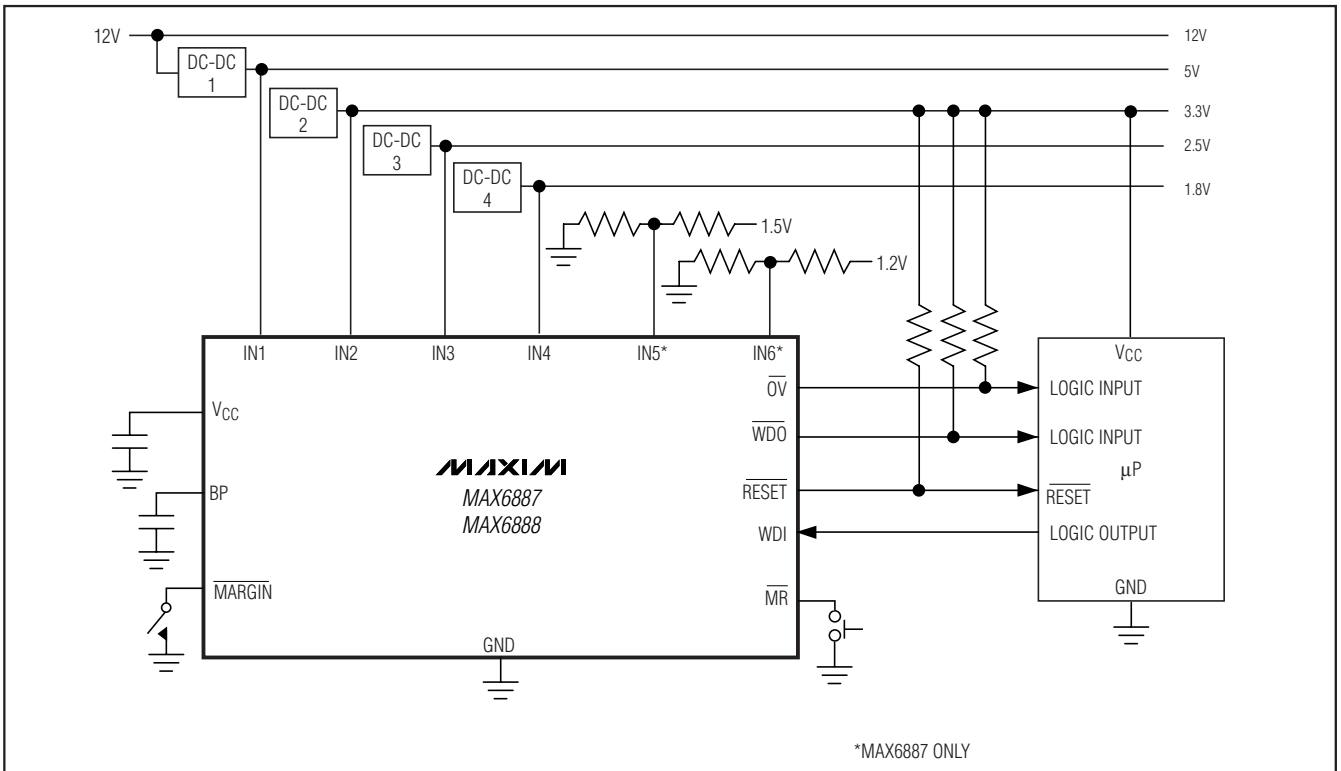 12V
12V
DC-DC
1
5V
DC-DC
2
3.3V
DC-DC
3
2.5V
DC-DC
4
1.8V
1.5V
1.2V
IN1
IN2
IN3
IN4
IN5*
IN6*
VCC
BP
MARGIN
MAXIM
MAX6887
MAX6888
GND
OV
WDO
RESET
WDI
MR
VCC
LOGIC INPUT
LOGIC INPUT
μP
RESET
LOGIC OUTPUT
GND
*MAX6887 ONLY